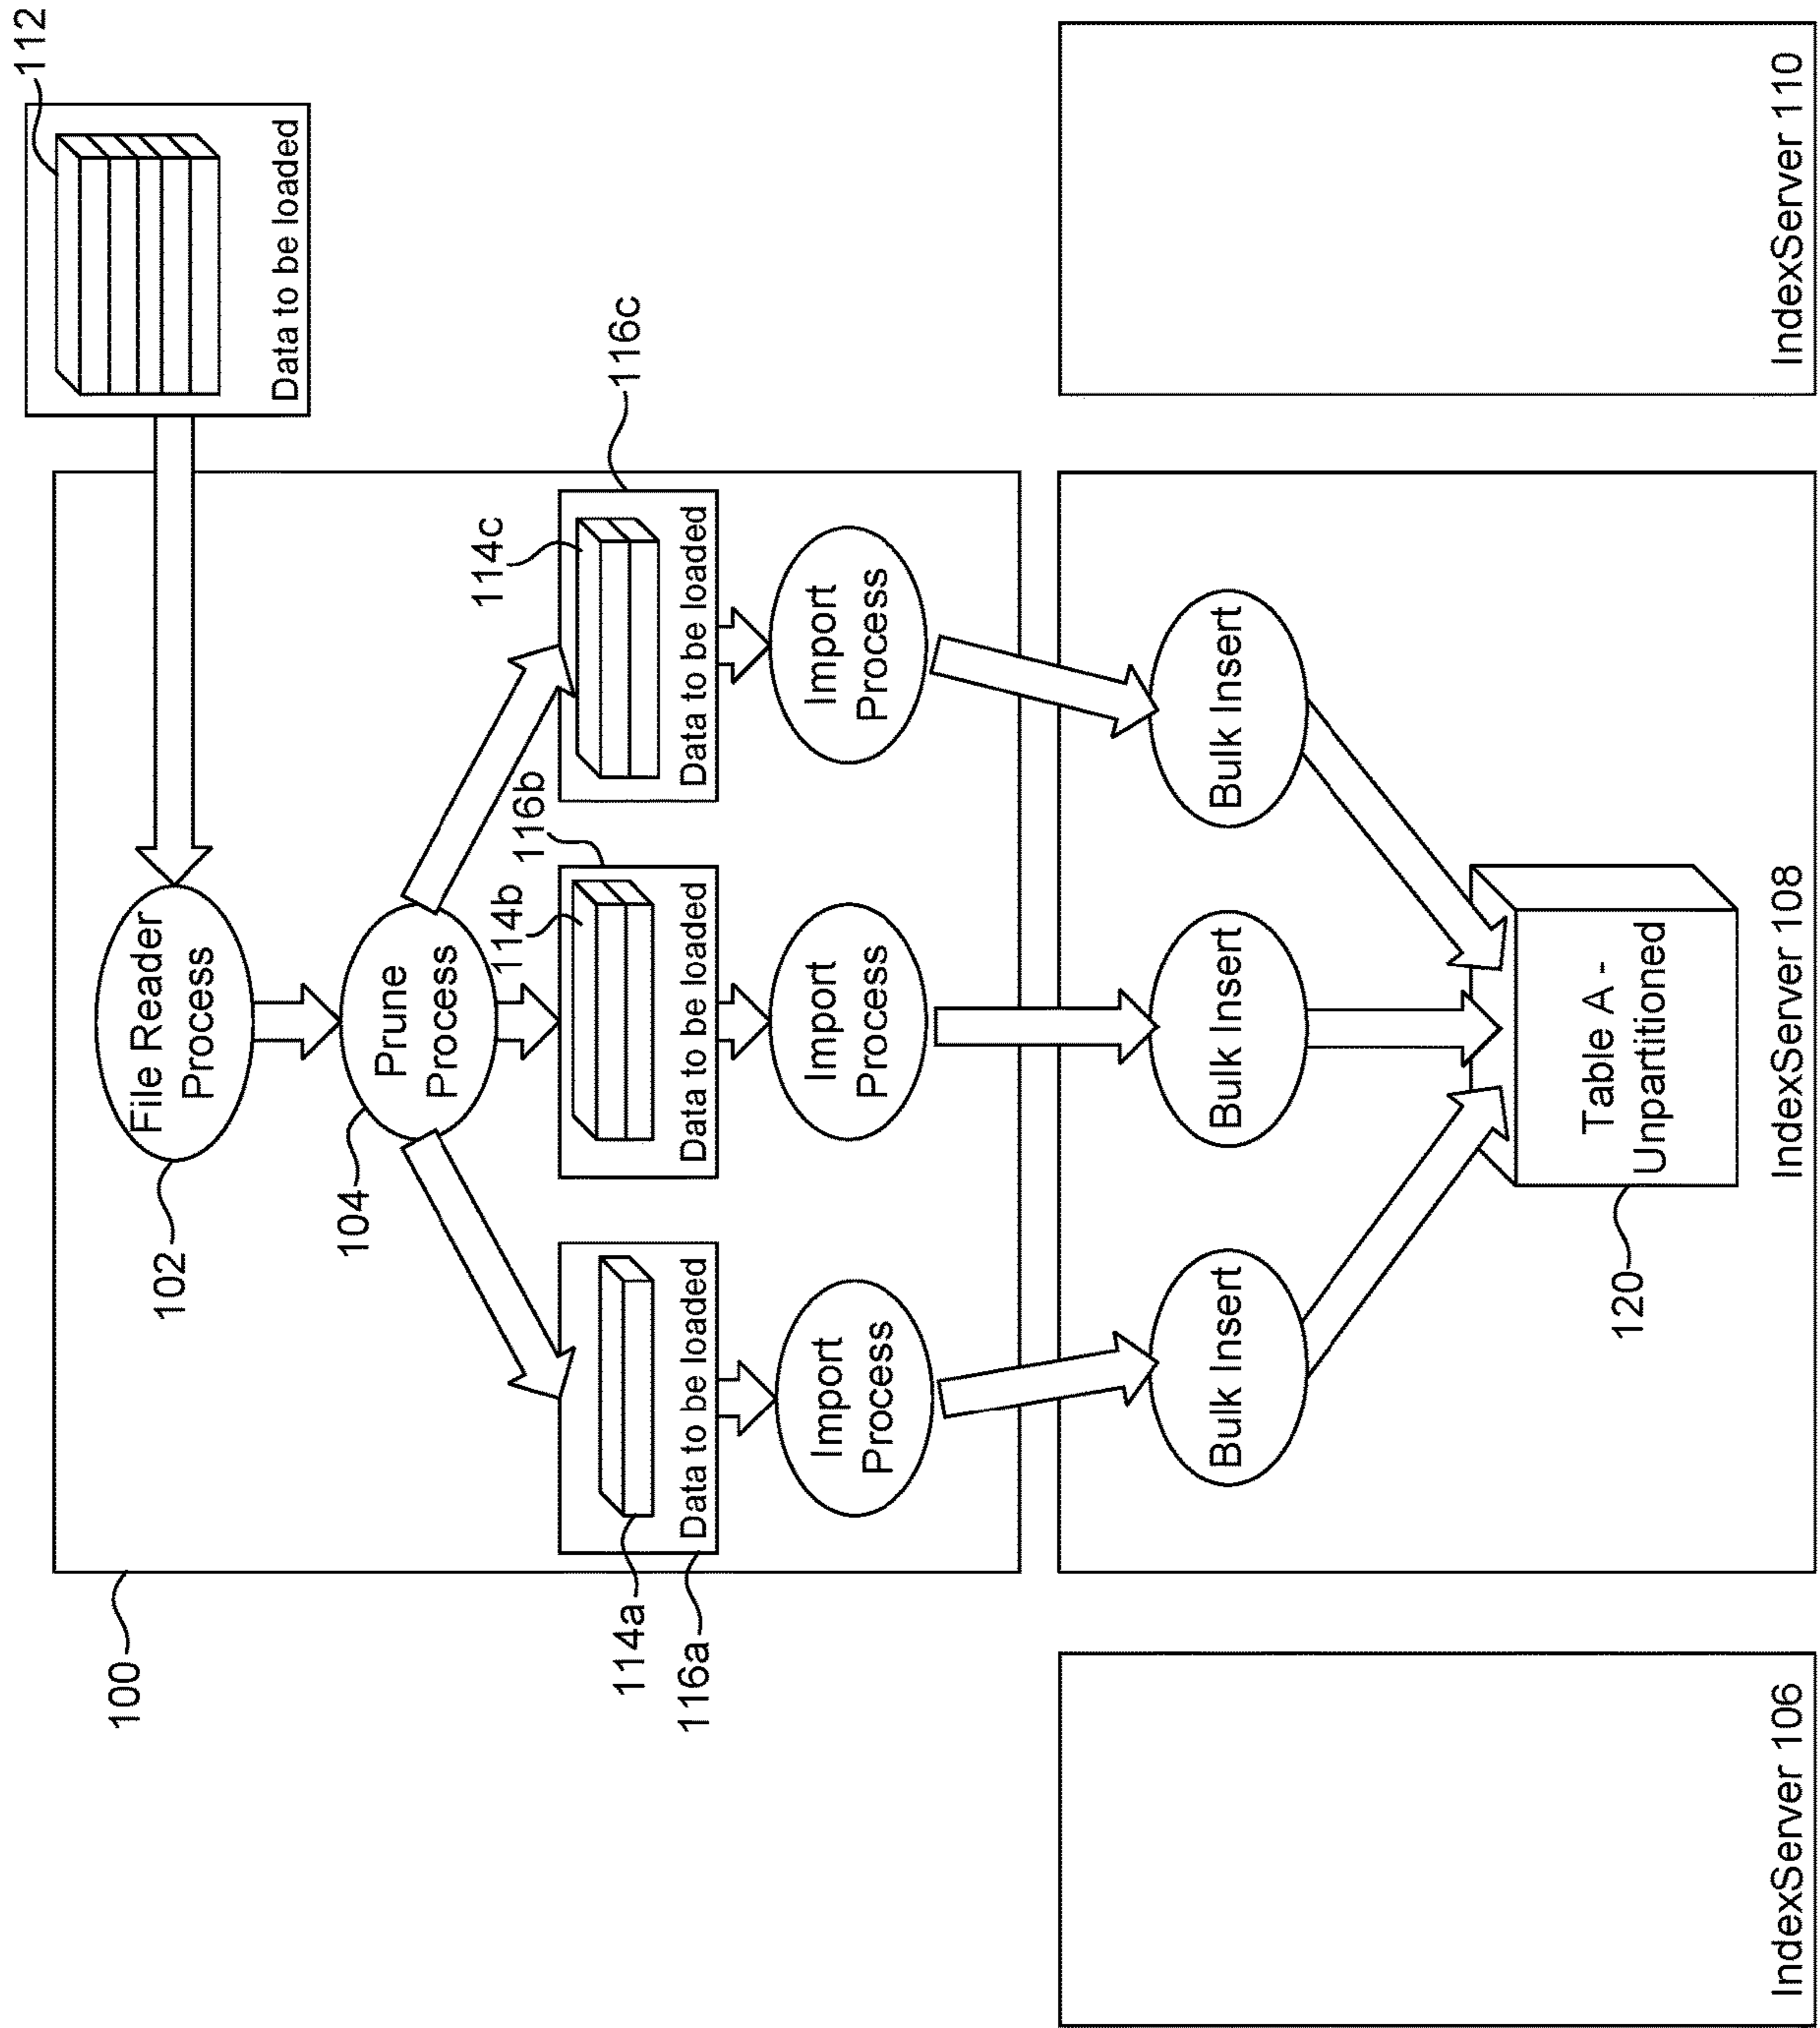 112
Data to be loaded
100
File Reader
Process
102
Prune
Process
104
114a
116a
Data to be loaded
114b
116b
Data to be loaded
114c
116c
Data to be loaded
Import
Process
Import
Process
Import
Process
Bulk Insert
Bulk Insert
Bulk Insert
120
Table A -
Unpartitioned
IndexServer 106
IndexServer 108
IndexServer 110